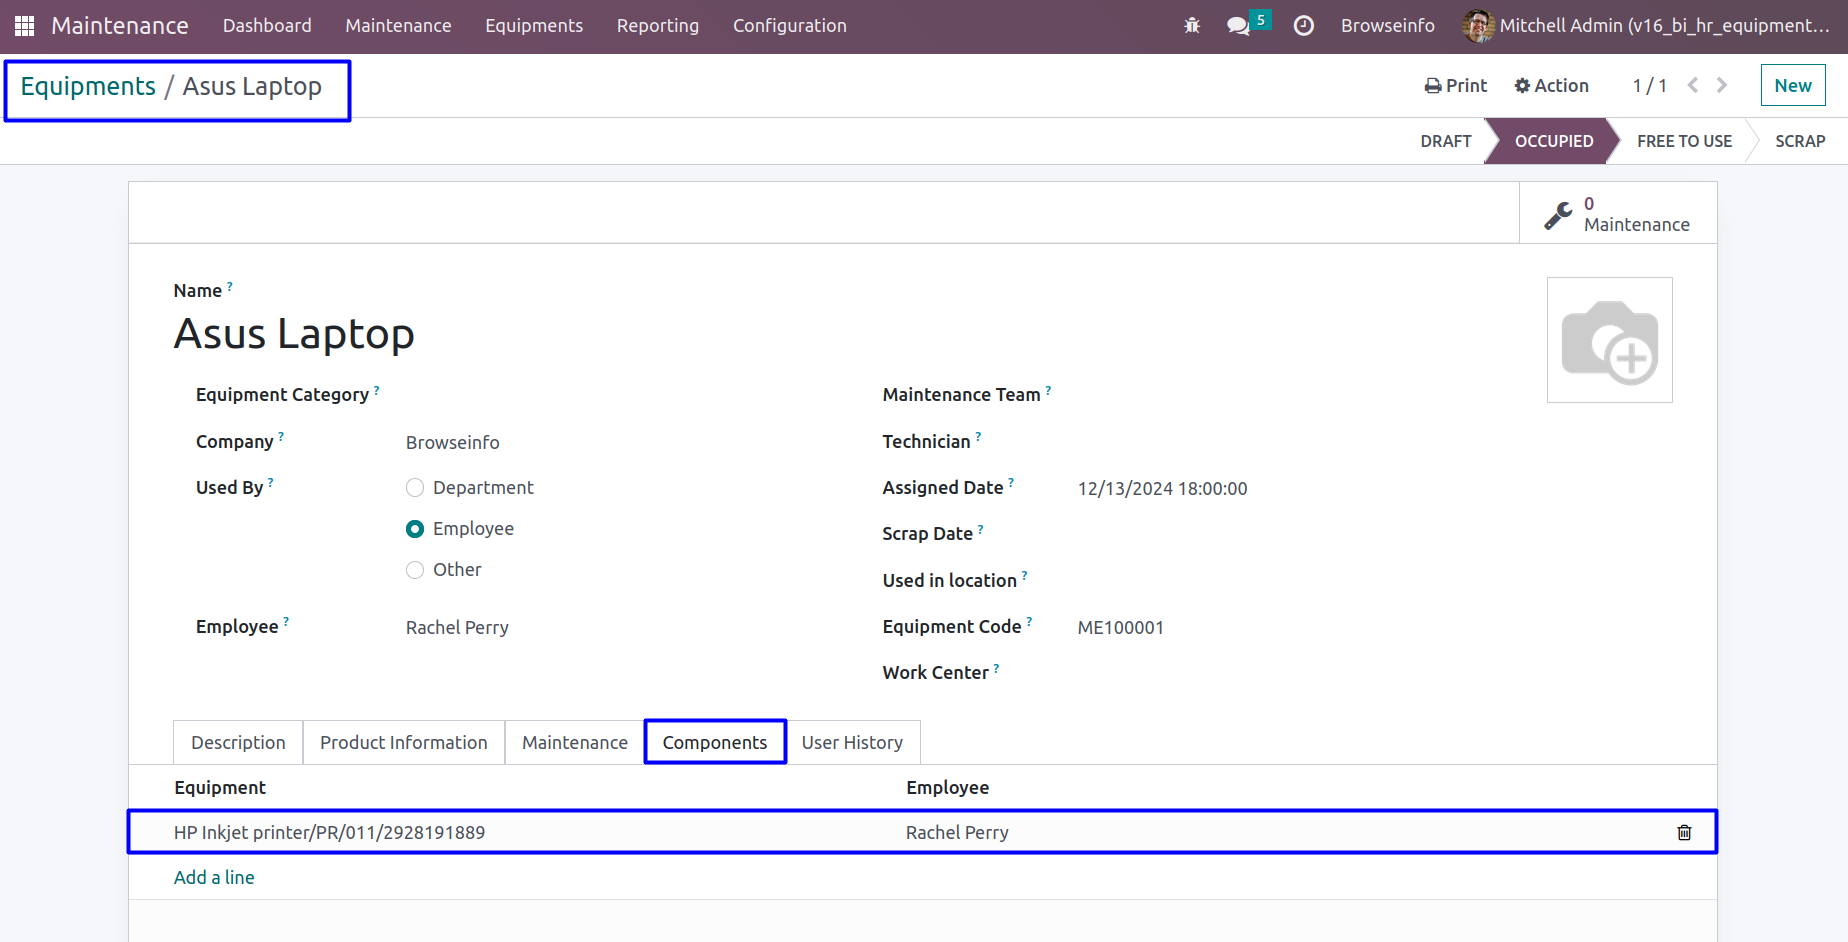 Maintenance Dashboard Maintenance Equipments Reporting Configuration 5 Browseinfo Mitchell Admin (v16_bi_hr_equipment...
Equipments / Asus Laptop Print Action 1 / 1 New
DRAFT OCCUPIED FREE TO USE SCRAP
0
Maintenance
Name ?
Asus Laptop
Equipment Category ? Maintenance Team ?
Company ? Browseinfo Technician ?
Used By ? Department Assigned Date ? 12/13/2024 18:00:00
Employee Scrap Date ?
Other Used in location ?
Employee ? Rachel Perry Equipment Code ? ME100001
Work Center ?
Description Product Information Maintenance Components User History
Equipment Employee
HP Inkjet printer/PR/011/2928191889 Rachel Perry
Add a line